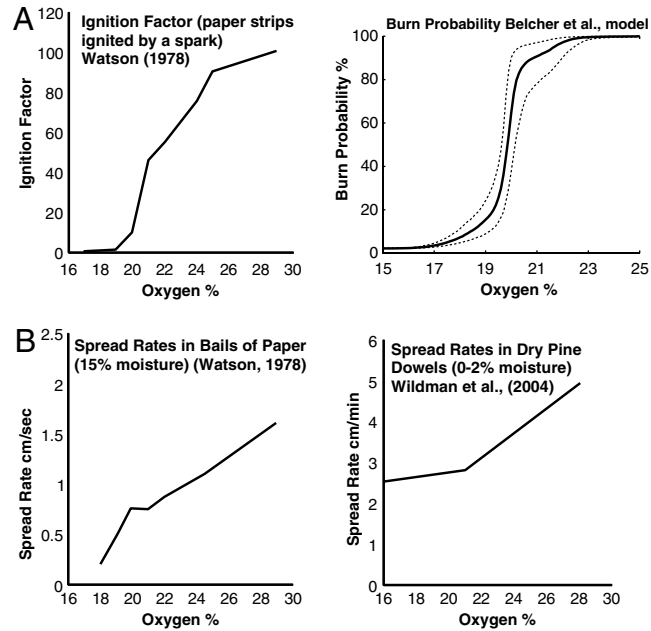 A
Ignition Factor (paper strips
ignited by a spark)
Watson (1978)
Ignition Factor
120
100
80
60
40
20
0
16 18 20 22 24 26 28 30
Oxygen %
Burn Probability Belcher et al., model
Burn Probability %
100
80
60
40
20
0
15 17 19 21 23 25
Oxygen %
B
Spread Rates in Bails of Paper
(15% moisture) (Watson, 1978)
Spread Rate cm/sec
2.5
2
1.5
1
0.5
0
16 18 20 22 24 26 28 30
Oxygen %
Spread Rates in Dry Pine
Dowels (0-2% moisture)
Wildman et al., (2004)
Spread Rate cm/min
6
5
4
3
2
1
0
16 18 20 22 24 26 28 30
Oxygen %